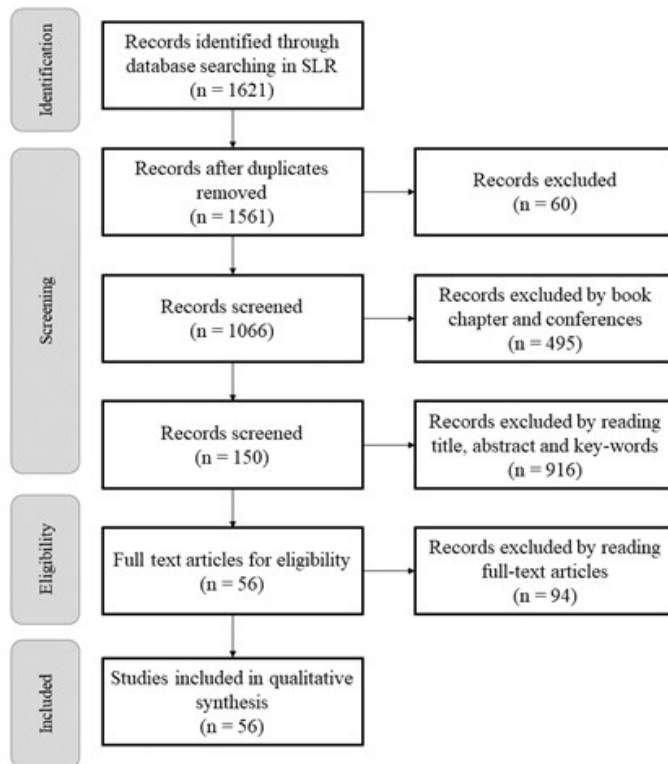 Identification
Records identified through
database searching in SLR
(n = 1621)
Screening
Records after duplicates
removed
(n = 1561)
Records excluded
(n = 60)
Records screened
(n = 1066)
Records excluded by book
chapter and conferences
(n = 495)
Records screened
(n = 150)
Records excluded by reading
title, abstract and key-words
(n = 916)
Eligibility
Full text articles for eligibility
(n = 56)
Records excluded by reading
full-text articles
(n = 94)
Included
Studies included in qualitative
synthesis
(n = 56)